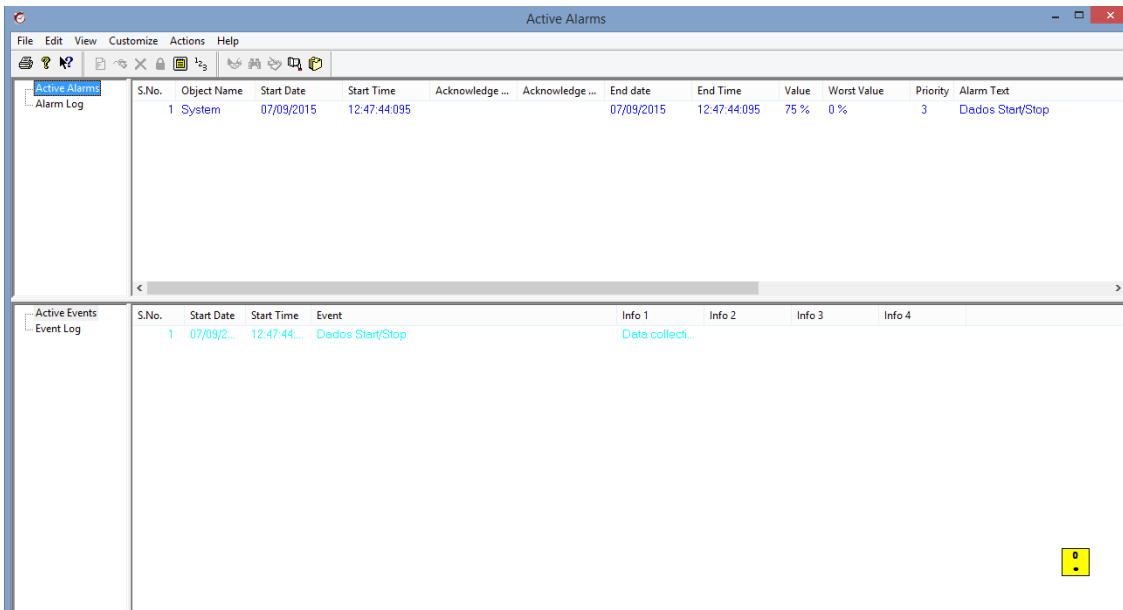 Active Alarms
File Edit View Customize Actions Help
Active Alarms
Alarm Log
S.No. Object Name Start Date Start Time Acknowledge ... Acknowledge ... End date End Time Value Worst Value Priority Alarm Text
1 System 07/09/2015 12:47:44:095 07/09/2015 12:47:44:095 75 % 0 % 3 Dados Start/Stop
Active Events
Event Log
S.No. Start Date Start Time Event Info 1 Info 2 Info 3 Info 4
1 07/09/2... 12:47:44:... Dados Start/Stop Data collecti...
0